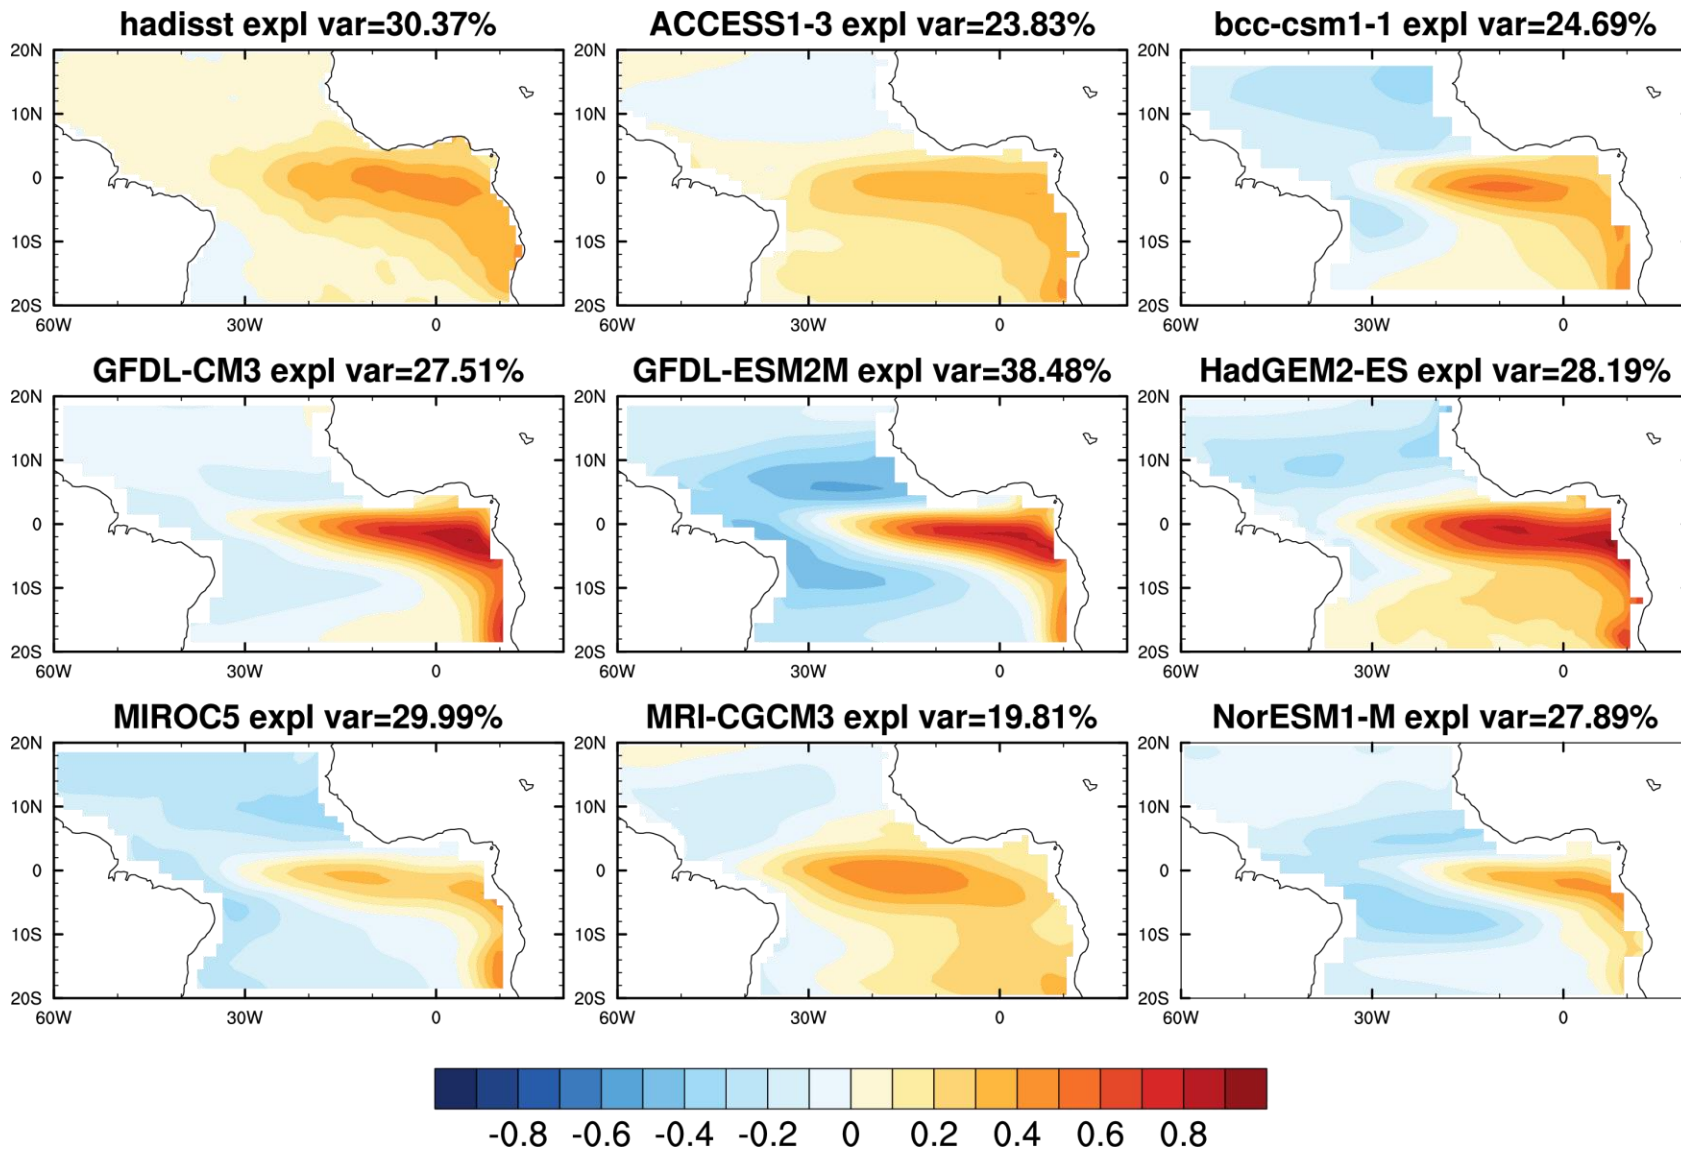 hadisst expl var=30.37%
ACCESS1-3 expl var=23.83%
bcc-csm1-1 expl var=24.69%
20N
10N
0
10S
20S
60W 30W 0
20N
10N
0
10S
20S
60W 30W 0
20N
10N
0
10S
20S
60W 30W 0
GFDL-CM3 expl var=27.51%
GFDL-ESM2M expl var=38.48%
HadGEM2-ES expl var=28.19%
20N
10N
0
10S
20S
60W 30W 0
20N
10N
0
10S
20S
60W 30W 0
20N
10N
0
10S
20S
60W 30W 0
MIROC5 expl var=29.99%
MRI-CGCM3 expl var=19.81%
NorESM1-M expl var=27.89%
20N
10N
0
10S
20S
60W 30W 0
20N
10N
0
10S
20S
60W 30W 0
20N
10N
0
10S
20S
60W 30W 0
-0.8 -0.6 -0.4 -0.2 0 0.2 0.4 0.6 0.8